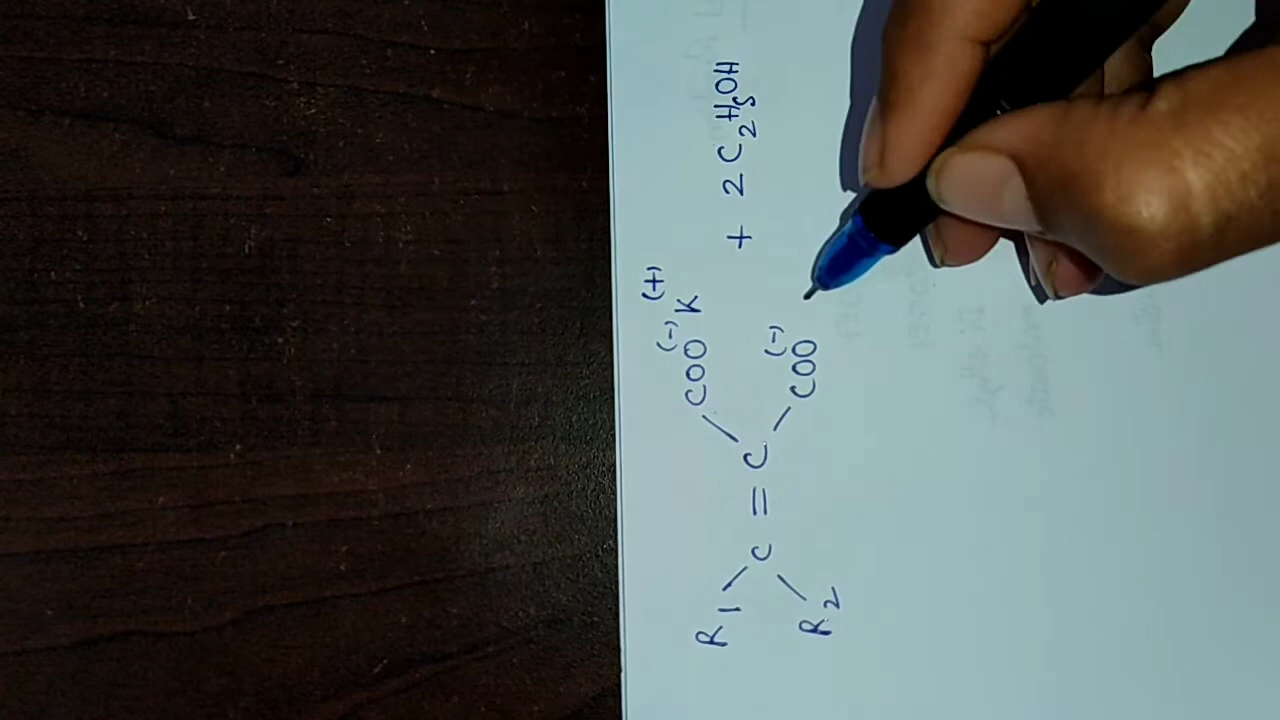 R1 COO(-) K(+)
C = C + 2 C2H5OH
R2 COO(-)